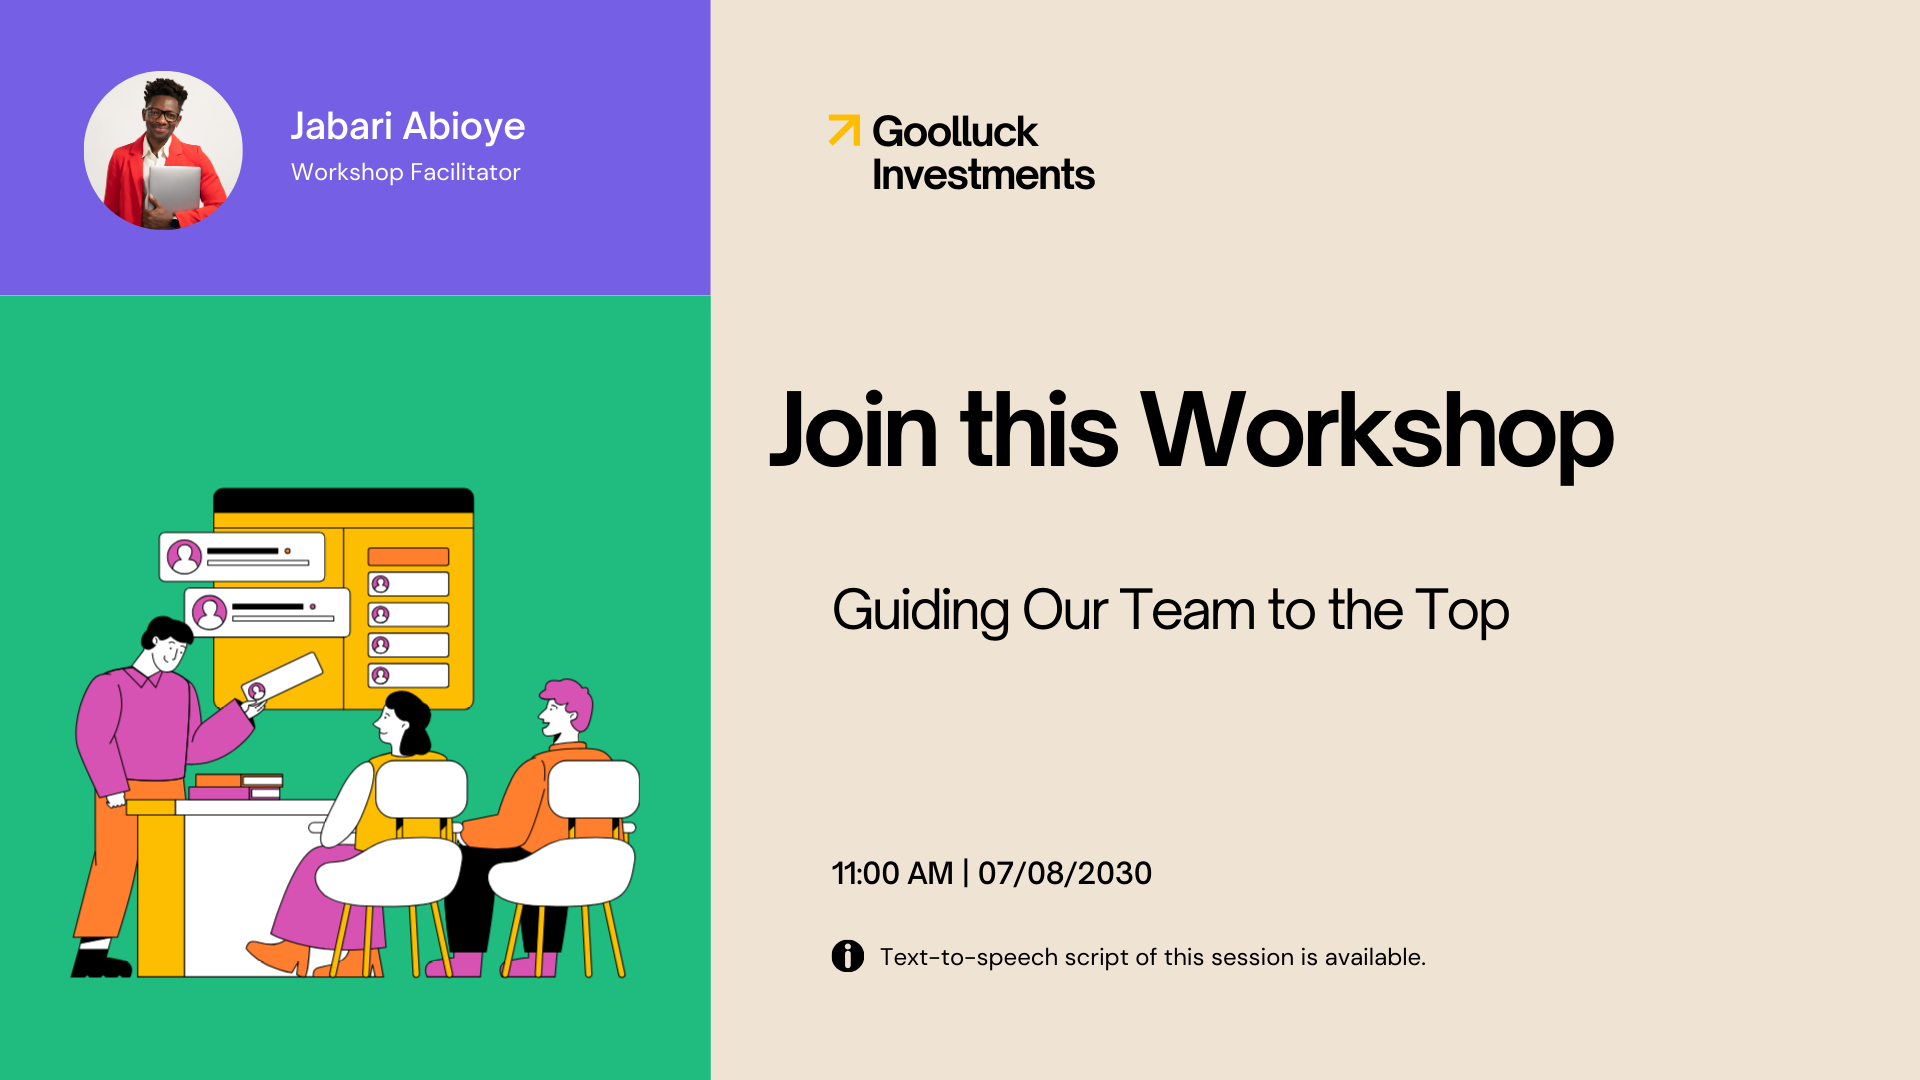 Jabari Abioye
Workshop Facilitator
Goolluck
Investments
Join this Workshop
Guiding Our Team to the Top
11:00 AM | 07/08/2030
Text-to-speech script of this session is available.